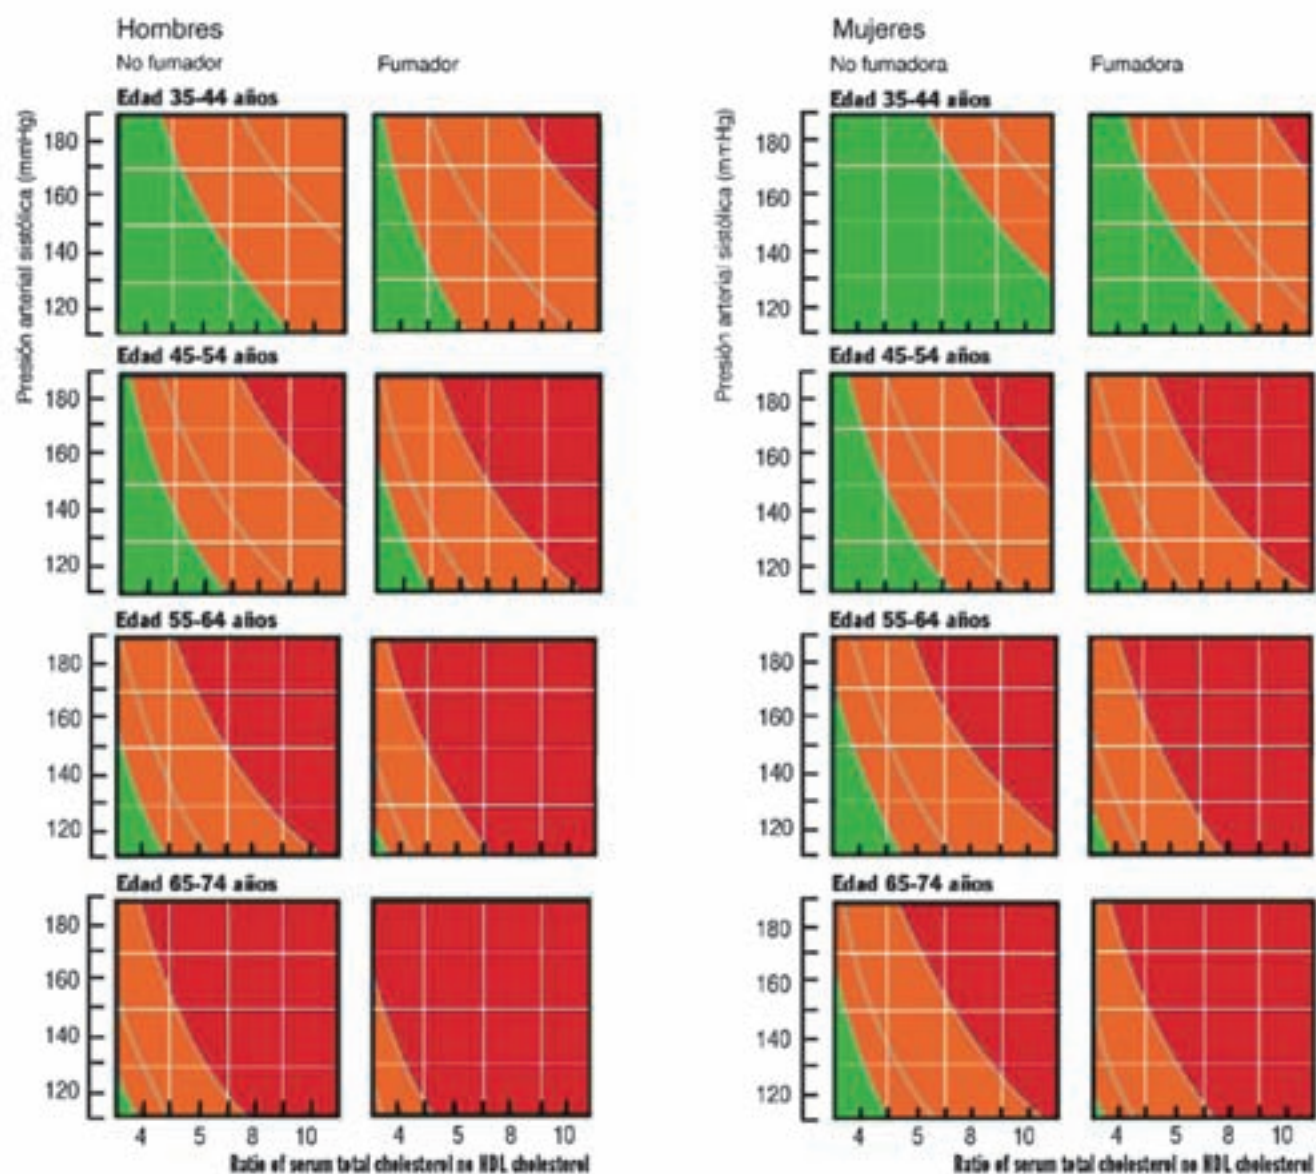 Hombres
No fumador
Fumador
Edad 35-44 años
Presión arterial sistólica (mmHg)
180
160
140
120
Edad 45-54 años
180
160
140
120
Edad 55-64 años
180
160
140
120
Edad 65-74 años
180
160
140
120
4 5 8 10
4 5 8 10
Ratio of serum total cholesterol no HDL cholesterol
Mujeres
No fumadora
Fumadora
Edad 35-44 años
Presión arterial sistólica (mmHg)
180
160
140
120
Edad 45-54 años
180
160
140
120
Edad 55-64 años
180
160
140
120
Edad 65-74 años
180
160
140
120
4 5 8 10
4 5 8 10
Ratio of serum total cholesterol no HDL cholesterol